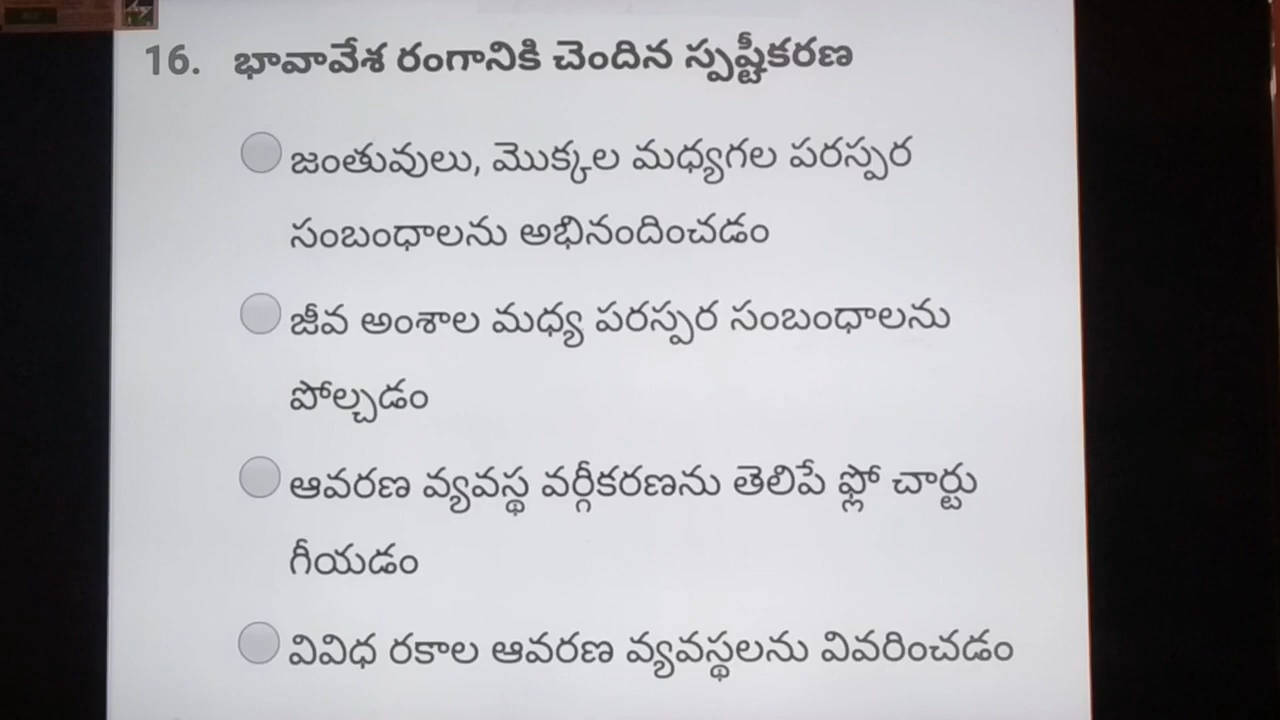 16. భావావేశ రంగానికి చెందిన స్పష్టీకరణ
జంతువులు, మొక్కల మధ్యగల పరస్పర
సంబంధాలను అభినందించడం
జీవ అంశాల మధ్య పరస్పర సంబంధాలను
పోల్చడం
ఆవరణ వ్యవస్థ వర్గీకరణను తెలిపే ఫ్లో చార్టు
గీయడం
వివిధ రకాల ఆవరణ వ్యవస్థలను వివరించడం